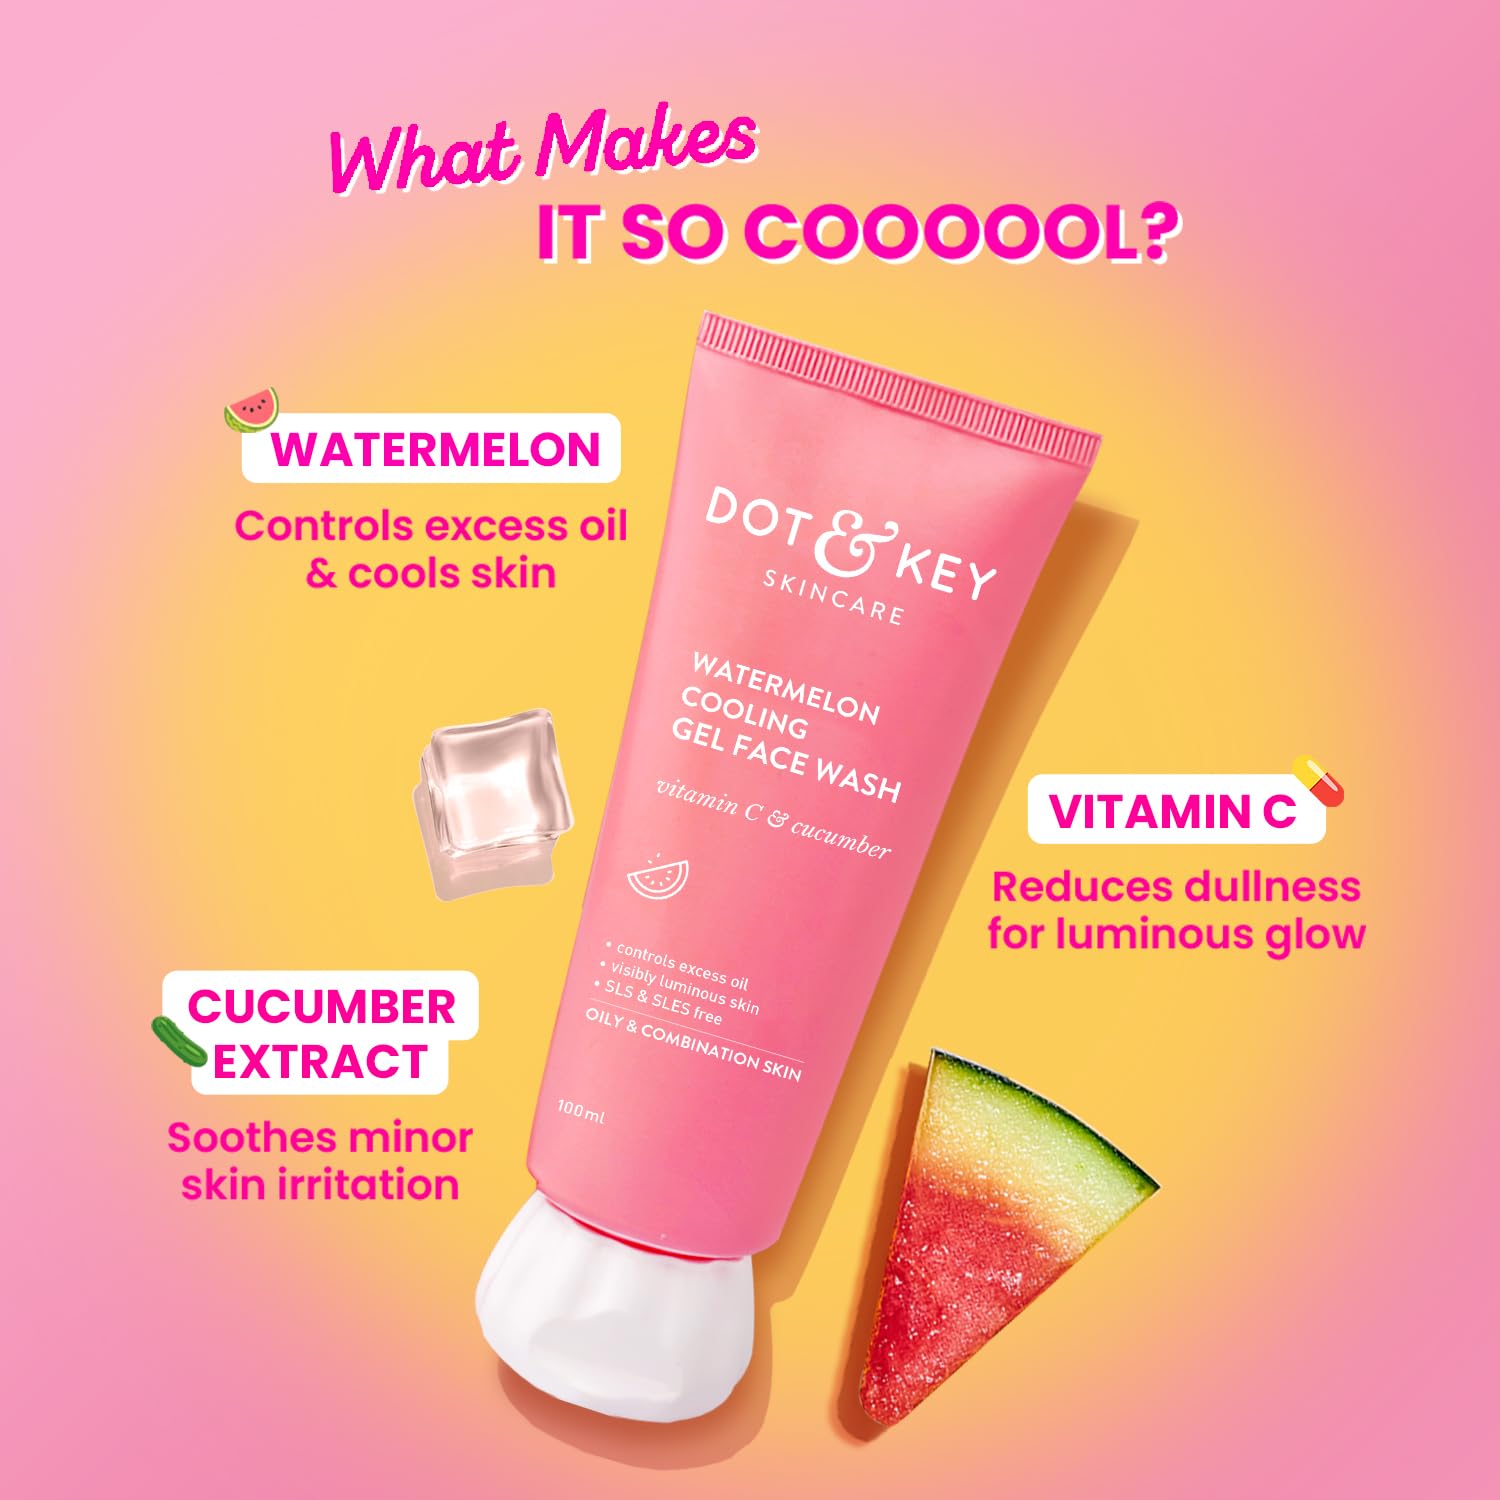 What Makes
IT SO COOOOOL?
WATERMELON
Controls excess oil
& cools skin
DOT & KEY
SKINCARE
WATERMELON
COOLING
GEL FACE WASH
vitamin C & cucumber
• controls excess oil
• visibly luminous skin
• SLS & SLES free
OILY & COMBINATION SKIN
100ml
VITAMIN C
Reduces dullness
for luminous glow
CUCUMBER
EXTRACT
Soothes minor
skin irritation